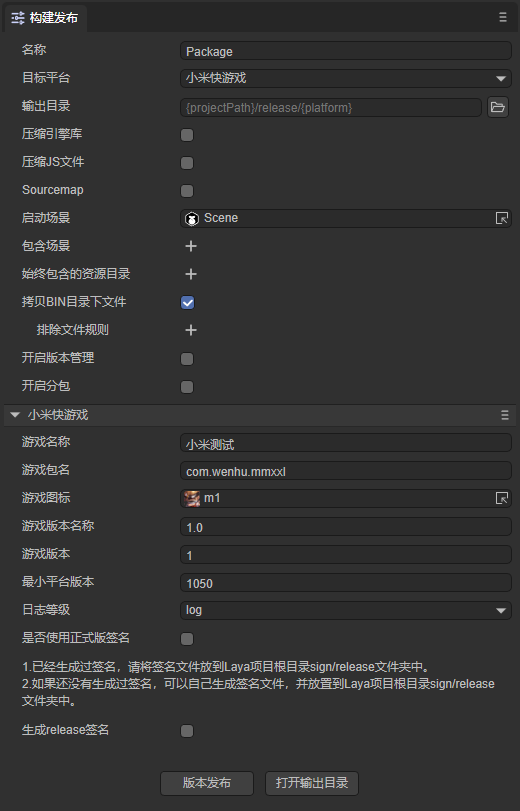 构建发布
名称 Package
目标平台 小米快游戏
输出目录 {projectPath}/release/{platform}
压缩引擎库
压缩JS文件
Sourcemap
启动场景 Scene
包含场景
始终包含的资源目录
拷贝BIN目录下文件
排除文件规则
开启版本管理
开启分包
小米快游戏
游戏名称 小米测试
游戏包名 com.wenhu.mmxxl
游戏图标 m1
游戏版本名称 1.0
游戏版本 1
最小平台版本 1050
日志等级 log
是否使用正式版签名
1.已经生成过签名，请将签名文件放到Laya项目根目录sign/release文件夹中。
2.如果还没有生成过签名，可以自己生成签名文件，并放置到Laya项目根目录sign/release
文件夹中。
生成release签名
版本发布 打开输出目录